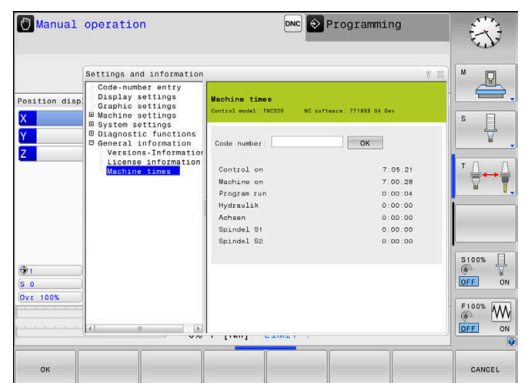 Manual operation
DNC
Programming
Settings and information
Position disp
X
Y
Z
1
S 0
Ovr 100%
Code-number entry
Display settings
Graphic settings
Machine settings
System settings
Diagnostic functions
General information
Versions-Information
License information
Machine times
Machine times
Control model: TNC320 NC software: 771855 04 Dev
Code number:
OK
Control on 7:05:21
Machine on 7:00:28
Program run 0:00:04
Hydraulik 0:00:00
Achsen 0:00:00
Spindel S1 0:00:00
Spindel S2 0:00:00
M
S
T
S100%
OFF ON
F100%
OFF ON
OK
CANCEL